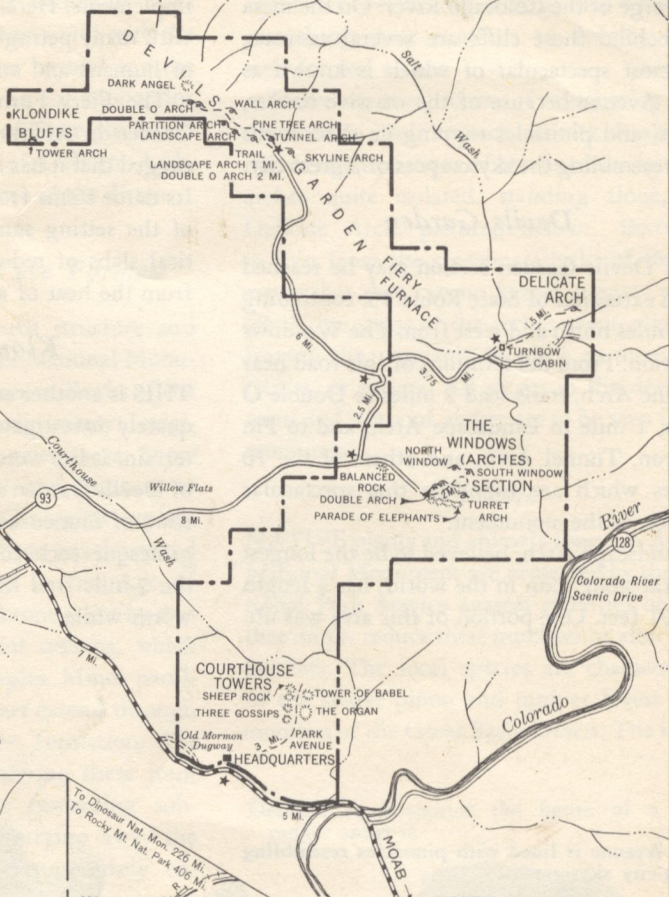 DEVILS GARDEN
Salt Wash
DARK ANGEL
DOUBLE O ARCH
WALL ARCH
KLONDIKE
BLUFFS
TOWER ARCH
PARTITION ARCH
LANDSCAPE ARCH
PINE TREE ARCH
TUNNEL ARCH
SKYLINE ARCH
TRAIL
LANDSCAPE ARCH 1 MI.
DOUBLE O ARCH 2 MI.
FIERY
FURNACE
DELICATE
ARCH
1.5 MI.
TURNBOW
CABIN
6 Mi.
3.75
Mi.
2.5 Mi.
THE
WINDOWS
(ARCHES)
SECTION
NORTH
WINDOW
SOUTH WINDOW
BALANCED
ROCK
DOUBLE ARCH
TURRET
ARCH
PARADE OF ELEPHANTS
Courthouse
Wash
Willow Flats
8 Mi.
93
River
128
Colorado River
Scenic Drive
7 Mi.
COURTHOUSE
TOWERS
SHEEP ROCK
TOWER OF BABEL
THREE GOSSIPS
THE ORGAN
PARK
AVENUE
Old Mormon
Dugway
HEADQUARTERS
Colorado
5 Mi.
MOAB
To Dinosaur Nat. Mon. 226 Mi.
To Rocky Mt. Nat. Park 406 Mi.